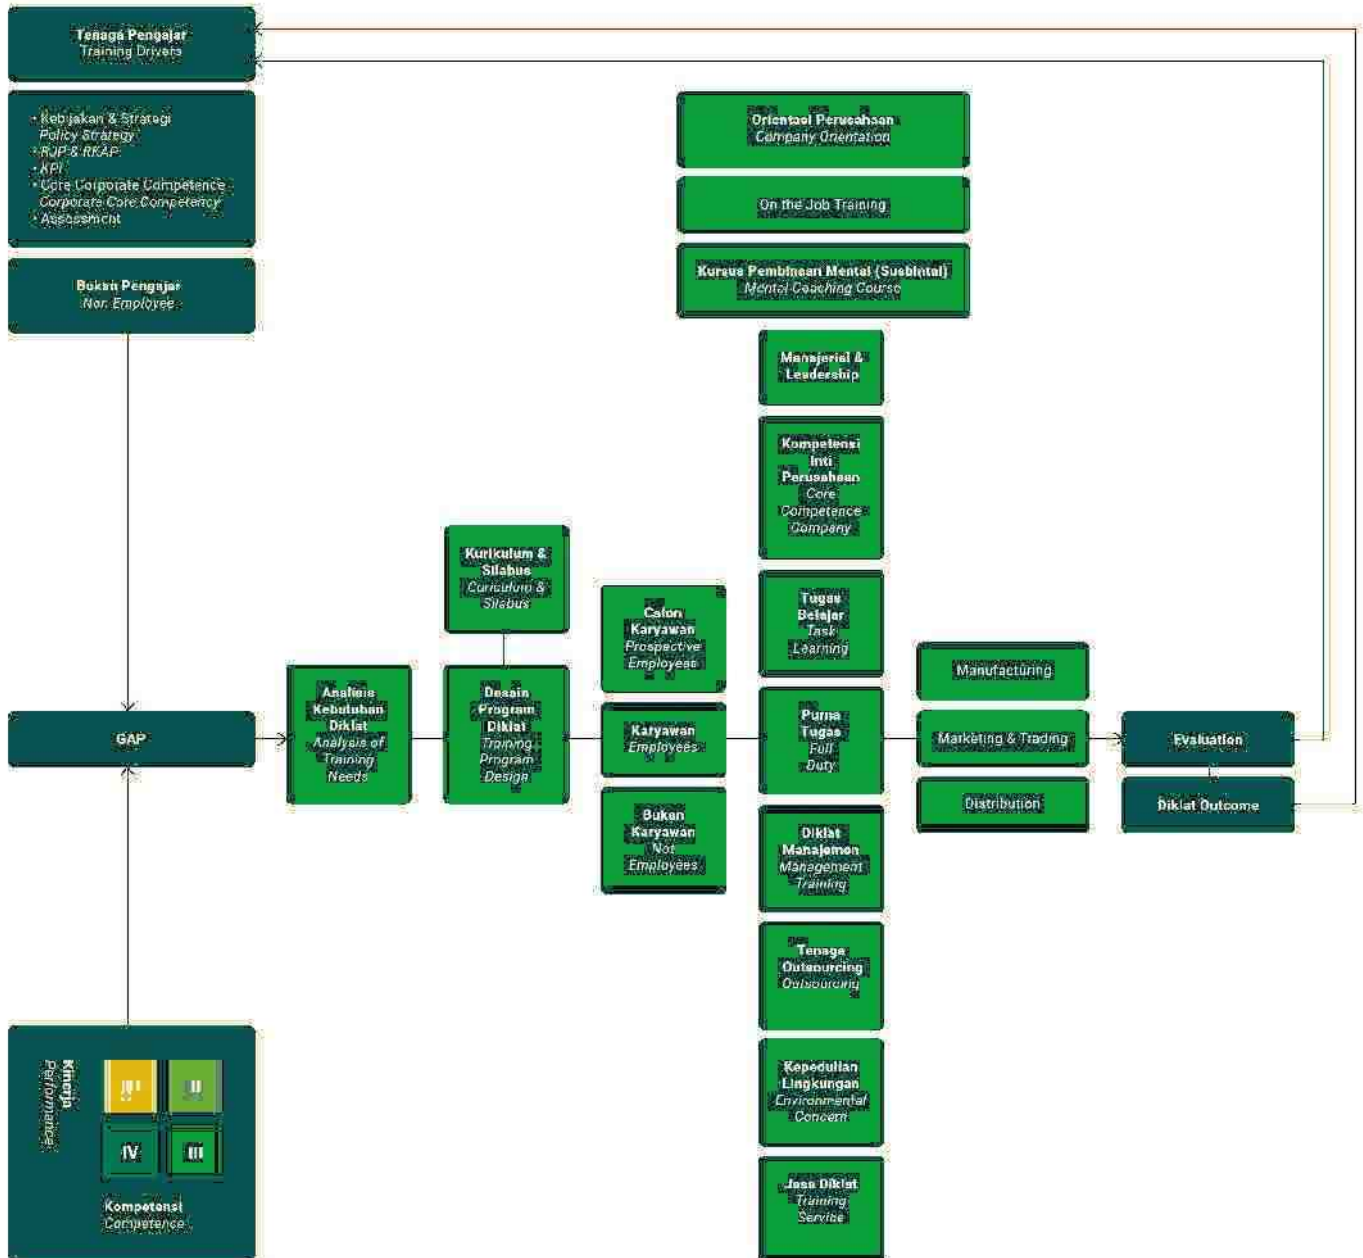 Tenaga Pengajar
Training Drivers
• Kebijakan & Strategi
Policy Strategy
• RJP & RKAP
• KPI
• Core Corporate Competence
Corporate Core Competency
• Assessment
Bukan Pengajar
Non Employee
Orientasi Perusahaan
Company Orientation
On the Job Training
Kursus Pembinaan Mental (Susbintal)
Mental Coaching Course
Manajerial &
Leadership
Kompetensi
Inti
Perusahaan
Core
Competence
Company
Kurikulum &
Silabus
Curiculum &
Silabus
Calon
Karyawan
Prospective
Employees
Tugas
Belajar
Task
Learning
GAP
Analisis
Kebutuhan
Diklat
Analysis of
Training
Needs
Desain
Program
Diklat
Training
Program
Design
Karyawan
Employees
Purna
Tugas
Full
Duty
Manufacturing
Marketing & Trading
Distribution
Evaluation
Diklat Outcome
Bukan
Karyawan
Not
Employees
Diklat
Manajemen
Management
Training
Tenaga
Outsourcing
Outsourcing
Kepedulian
Lingkungan
Environmental
Concern
Jasa Diklat
Training
Service
Kinerja
Performance
II
IV
III
Kompetensi
Competence